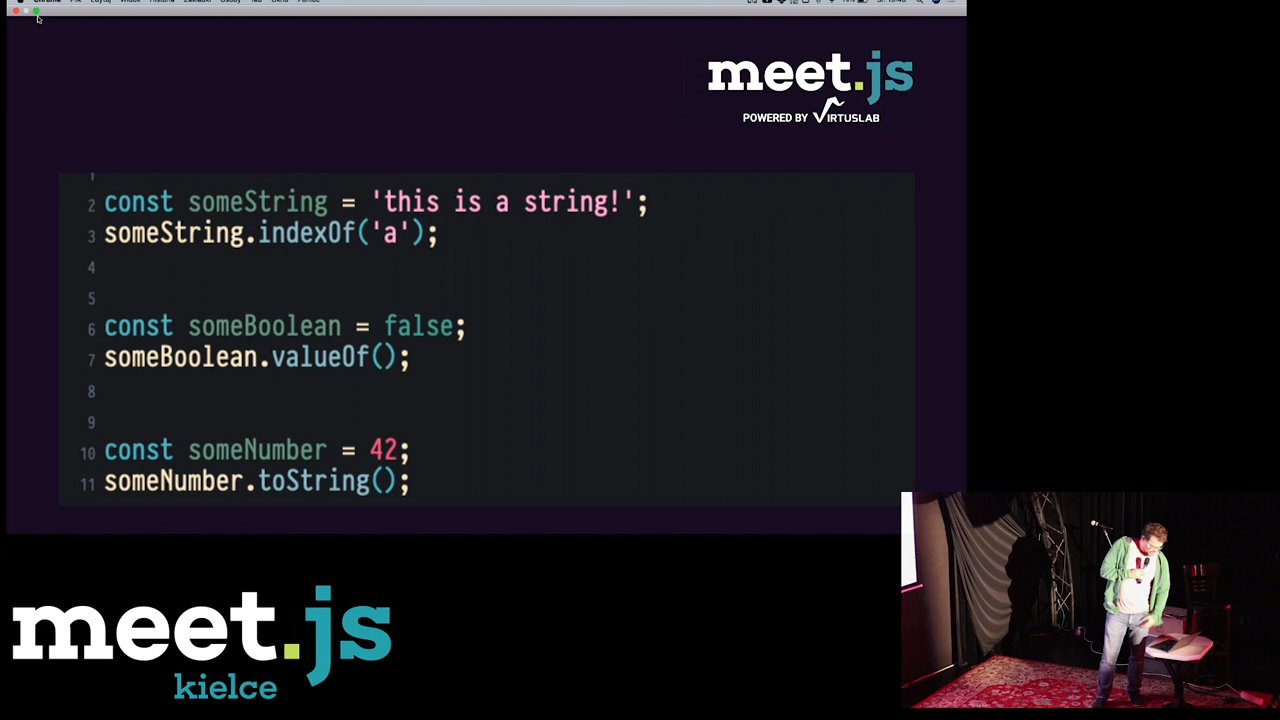 meet.js
POWERED BY VIRTUSLAB
1
2 const someString = 'this is a string!';
3 someString.indexOf('a');
4
5
6 const someBoolean = false;
7 someBoolean.valueOf();
8
9
10 const someNumber = 42;
11 someNumber.toString();
meet.js
kielce